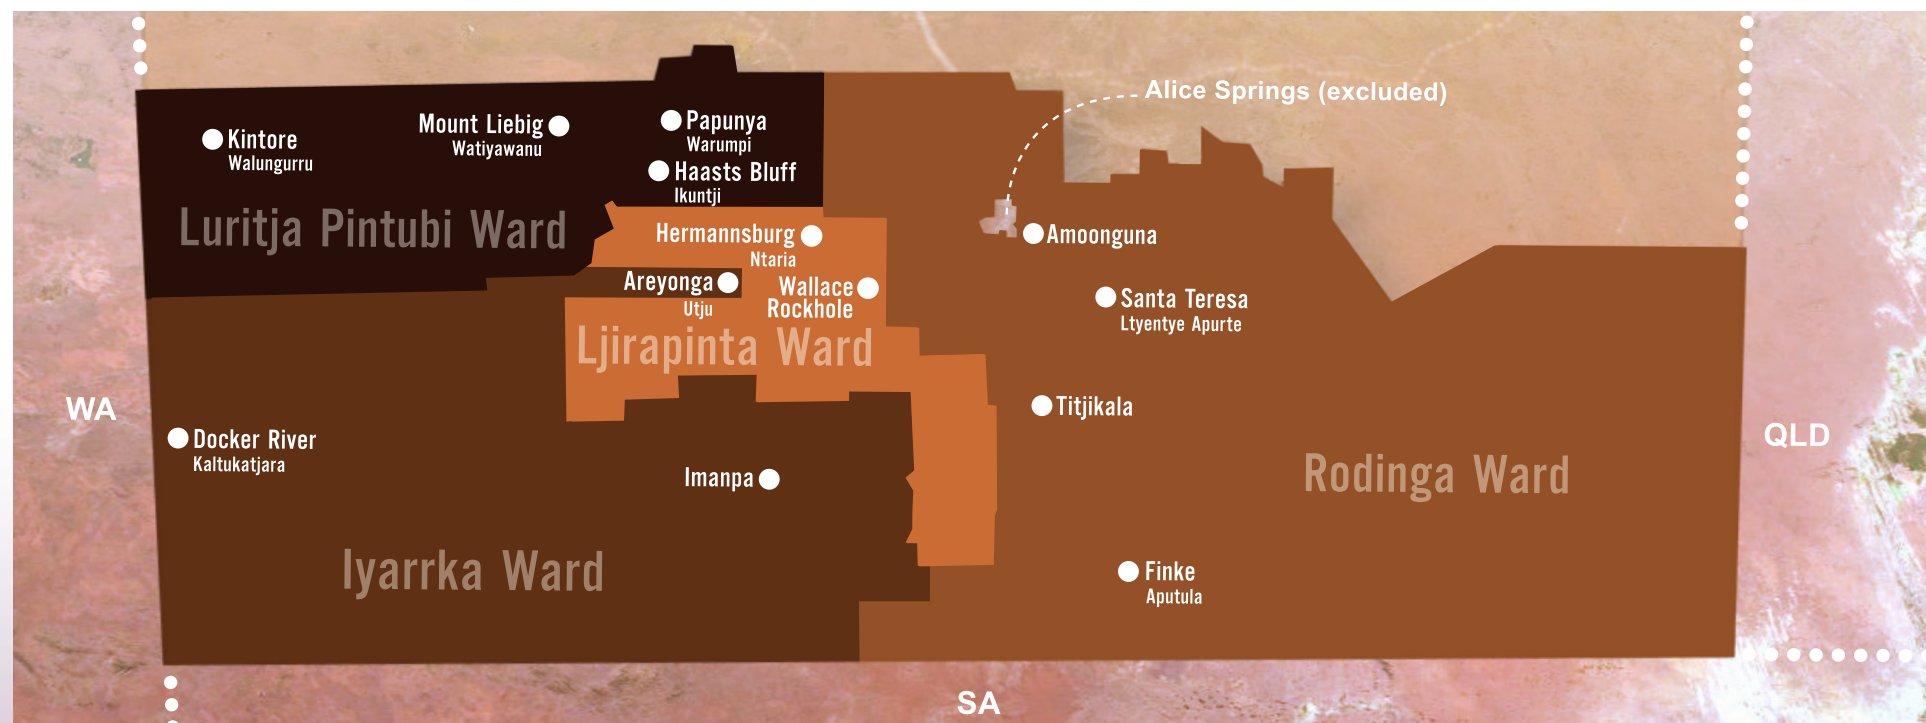 Alice Springs (excluded)
Kintore
Walungurru
Mount Liebig
Watiyawanu
Papunya
Warumpi
Haasts Bluff
Ikuntji
Luritja Pintubi Ward
Hermannsburg
Ntaria
Areyonga
Utju
Wallace
Rockhole
Ljirapinta Ward
Amoonguna
Santa Teresa
Ltyentye Apurte
Titjikala
WA
Docker River
Kaltukatjara
Imanpa
QLD
Rodinga Ward
Iyarrka Ward
Finke
Aputula
SA